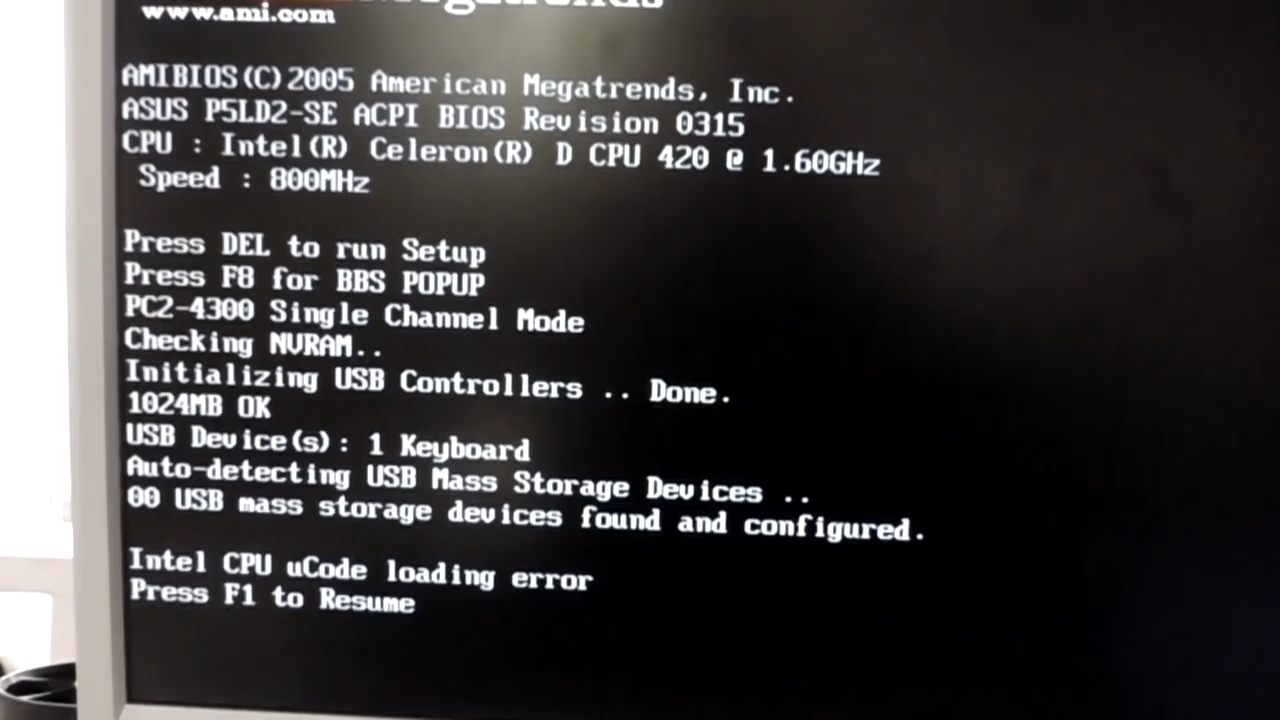 www.ami.com
AMIBIOS(C)2005 American Megatrends, Inc.
ASUS P5LD2-SE ACPI BIOS Revision 0315
CPU : Intel(R) Celeron(R) D CPU 420 @ 1.60GHz
Speed : 800MHz
Press DEL to run Setup
Press F8 for BBS POPUP
PC2-4300 Single Channel Mode
Checking NVRAM..
Initializing USB Controllers .. Done.
1024MB OK
USB Device(s): 1 Keyboard
Auto-detecting USB Mass Storage Devices ..
00 USB mass storage devices found and configured.
Intel CPU uCode loading error
Press F1 to Resume